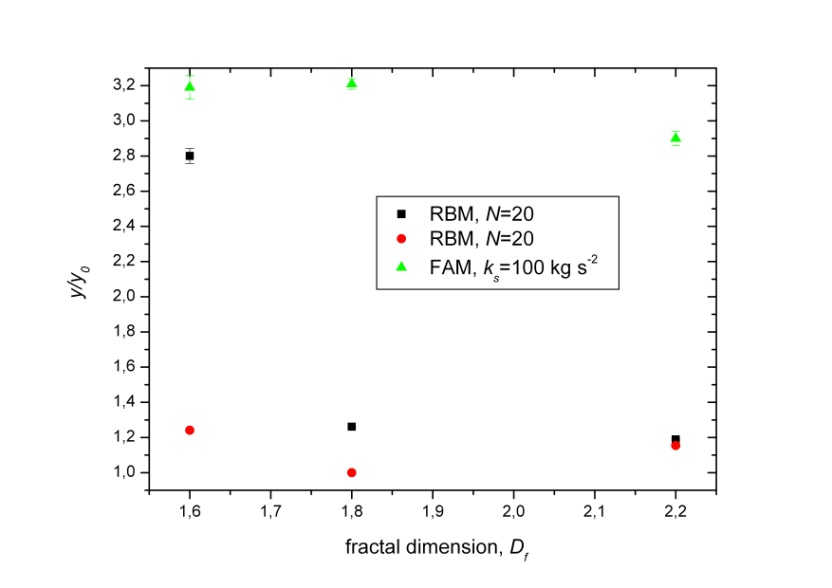 3,2
3,0
2,8
2,6
2,4
2,2
2,0
1,8
1,6
1,4
1,2
1,0
y/y0
RBM, N=20
RBM, N=20
FAM, ks=100 kg s-2
1,6 1,7 1,8 1,9 2,0 2,1 2,2
fractal dimension, Df